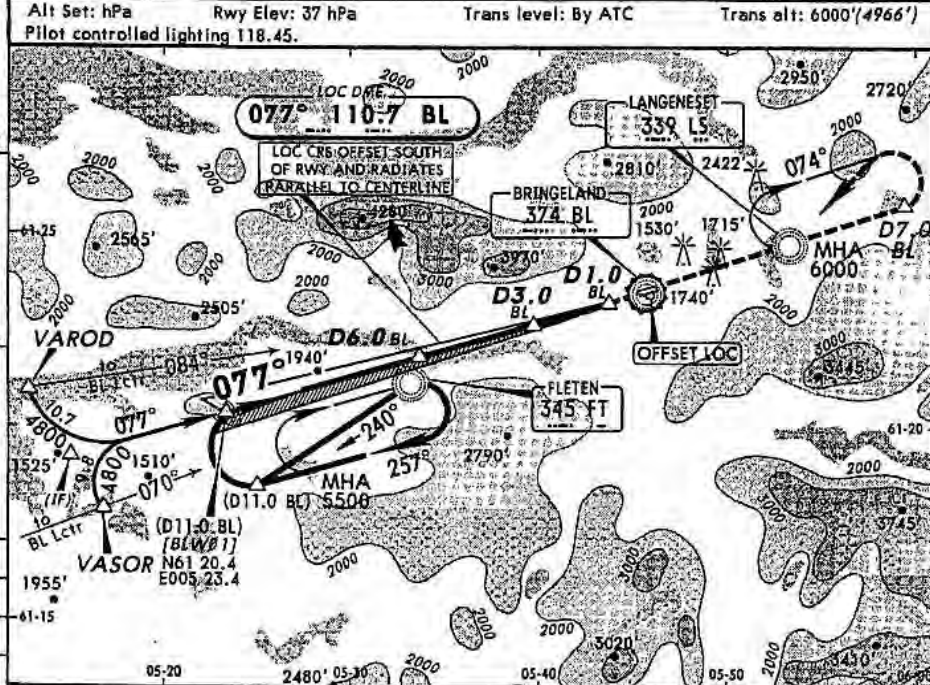 Alt Set: hPa Rwy Elev: 37 hPa Trans level: By ATC Trans alt: 6000'(4966')
Pilot controlled lighting 118.45.
2000
2000
2950'
2720'
LOC DME
077° 110.7 BL
LANGENESET
339 LS
2000
2000
LOC CRS OFFSET SOUTH
OF RWY AND RADIATES
PARALLEL TO CENTERLINE
2000
2000
2810'
2422'
074°
BRINGELAND
374 BL
2000
1530'
1715'
61-25
2565'
2000
3000
3970'
D7.0
BL
MHA
6000
2000
2505'
2000
D3.0
BL
D1.0
BL
1740'
2000
VAROD
to
BL Lctr
084°
1940'
D6.0 BL
OFFSET LOC
3000
3445'
077°
FLETEN
345 FT
10.7
077°
4800
240°
61-20
1525'
9.8
4800
1510'
257°
2790'
2000
(IF)
070°
MHA
5500
(D11.0 BL)
to
BL Lctr
(D11.0 BL)
[BLW01]
N61 20.4
E005 23.4
VASOR
2000
3745'
2000
3000
1955'
61-15
2000
2000
3020'
2000
05-20
2480'
05-30
2000
05-40
05-50
3430'